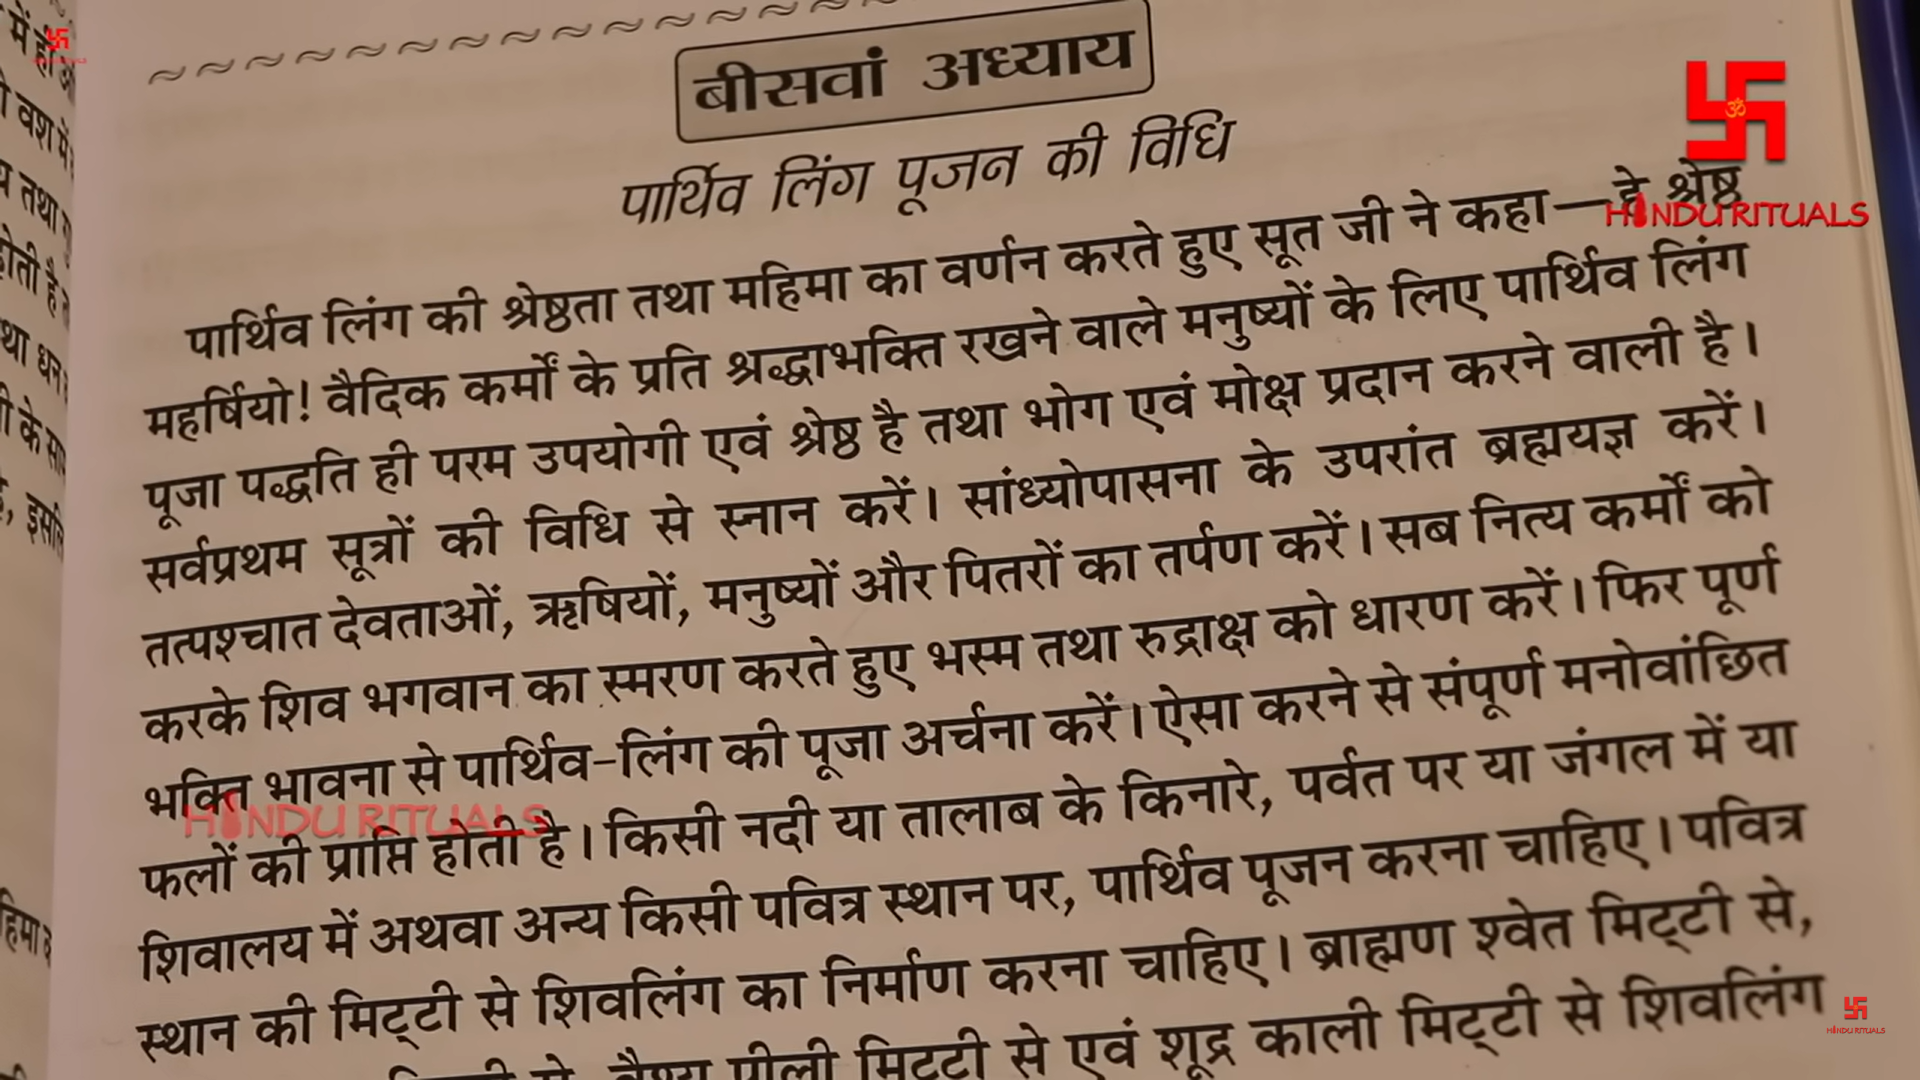 बीसवां अध्याय
पार्थिव लिंग पूजन की विधि
पार्थिव लिंग की श्रेष्ठता तथा महिमा का वर्णन करते हुए सूत जी ने कहा—हे श्रेष्ठ
महर्षियो! वैदिक कर्मों के प्रति श्रद्धाभक्ति रखने वाले मनुष्यों के लिए पार्थिव लिंग
पूजा पद्धति ही परम उपयोगी एवं श्रेष्ठ है तथा भोग एवं मोक्ष प्रदान करने वाली है।
सर्वप्रथम सूत्रों की विधि से स्नान करें। सांध्योपासना के उपरांत ब्रह्मयज्ञ करें।
तत्पश्चात देवताओं, ऋषियों, मनुष्यों और पितरों का तर्पण करें। सब नित्य कर्मों को
करके शिव भगवान का स्मरण करते हुए भस्म तथा रुद्राक्ष को धारण करें। फिर पूर्ण
भक्ति भावना से पार्थिव-लिंग की पूजा अर्चना करें। ऐसा करने से संपूर्ण मनोवांछित
फलों की प्राप्ति होती है। किसी नदी या तालाब के किनारे, पर्वत पर या जंगल में या
शिवालय में अथवा अन्य किसी पवित्र स्थान पर, पार्थिव पूजन करना चाहिए। पवित्र
स्थान की मिट्टी से शिवलिंग का निर्माण करना चाहिए। ब्राह्मण श्वेत मिट्टी से,
वैश्य पीली मिट्टी से एवं शूद्र काली मिट्टी से शिवलिंग
HINDU RITUALS
HINDU RITUALS
HINDU RITUALS